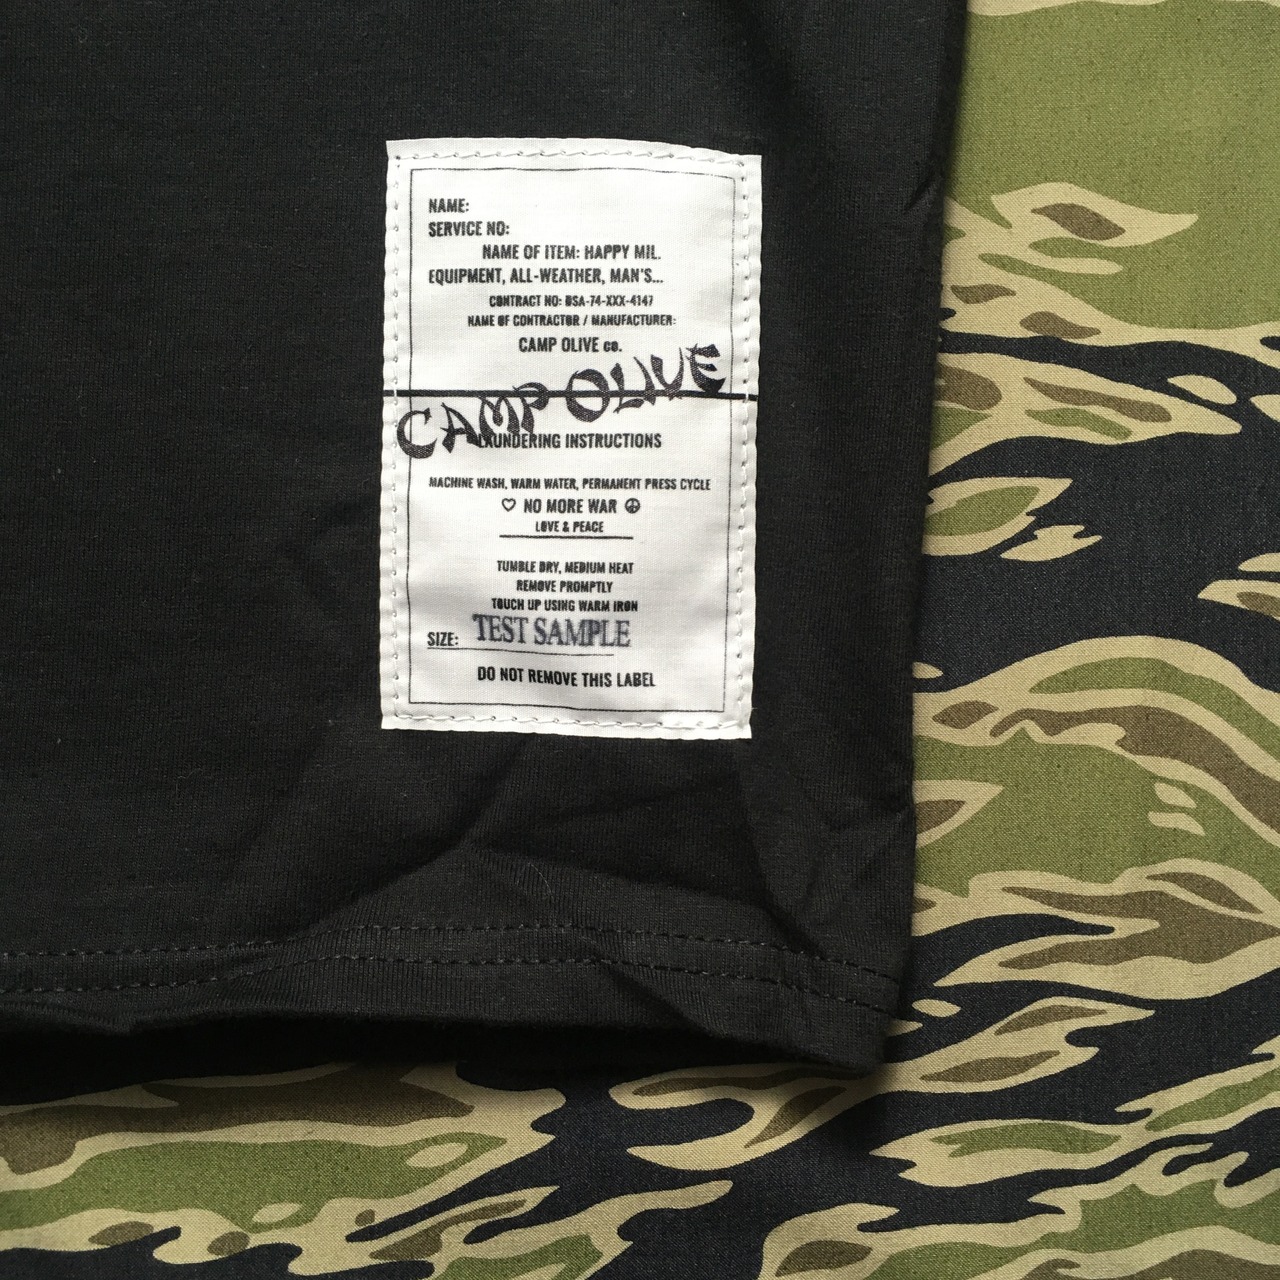 NAME:
SERVICE NO:
NAME OF ITEM: HAPPY MIL.
EQUIPMENT, ALL-WEATHER, MAN'S...
CONTRACT NO: DSA-74-XXX-4147
NAME OF CONTRACTOR / MANUFACTURER:
CAMP OLIVE co.
CAMP OLIVE
LAUNDERING INSTRUCTIONS
MACHINE WASH, WARM WATER, PERMANENT PRESS CYCLE
♡ NO MORE WAR ☮
LOVE & PEACE
TUMBLE DRY, MEDIUM HEAT
REMOVE PROMPTLY
TOUCH UP USING WARM IRON
SIZE: TEST SAMPLE
DO NOT REMOVE THIS LABEL